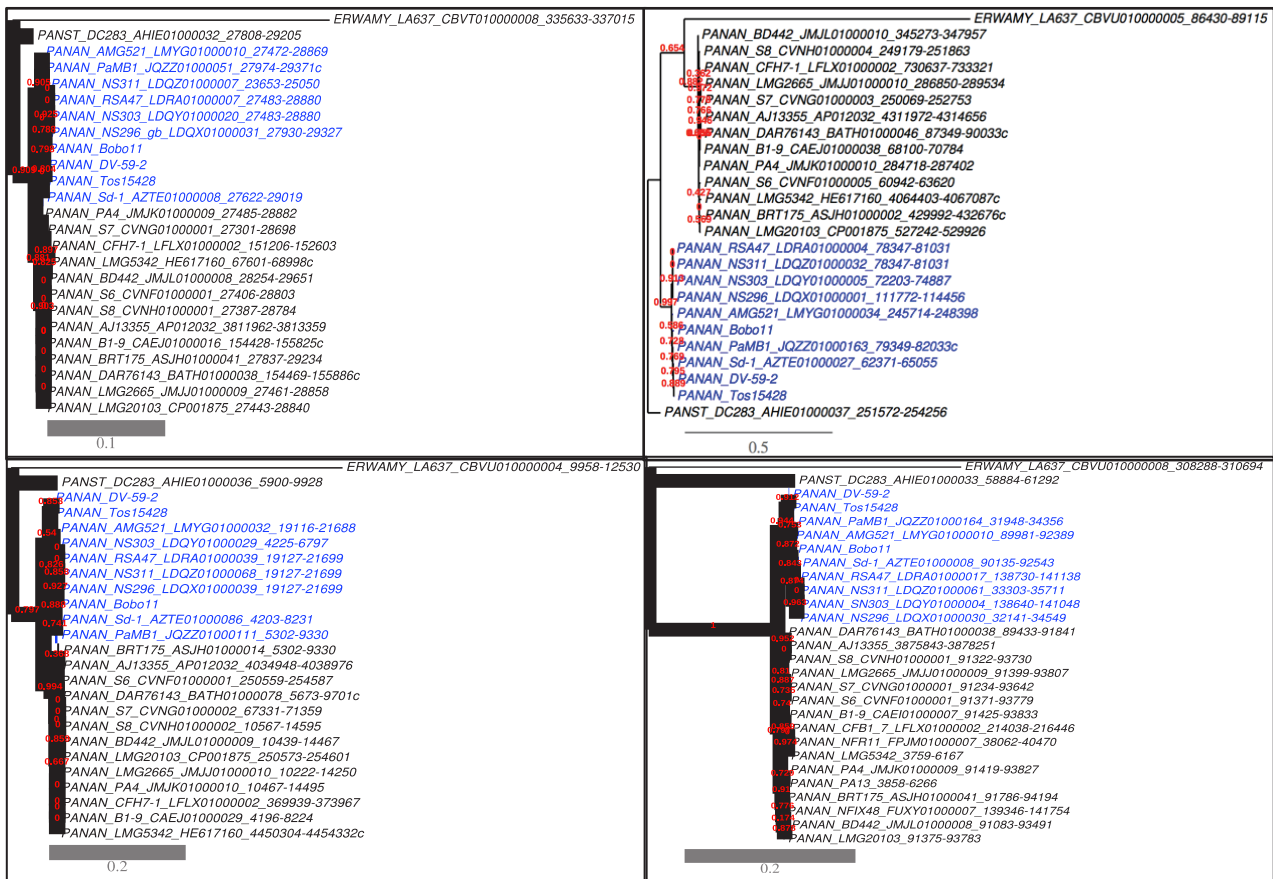 ERWAMY_LA637_CBVT010000008_335633-337015
PANST_DC283_AHIE01000032_27808-29205
PANAN_AMG521_LMYG01000010_27472-28869
PANAN_PaMB1_JQZZ01000051_27974-29371c
PANAN_NS311_LDQZ01000007_23653-25050
PANAN_RSA47_LDRA01000007_27483-28880
PANAN_NS303_LDQY01000020_27483-28880
PANAN_NS296_gb_LDQX01000031_27930-29327
PANAN_Bobo11
PANAN_DV-59-2
PANAN_Tos15428
PANAN_Sd-1_AZTE01000008_27622-29019
PANAN_PA4_JMJK01000009_27485-28882
PANAN_S7_CVNG01000001_27301-28698
PANAN_CFH7-1_LFLX01000002_151206-152603
PANAN_LMG5342_HE617160_67601-68998c
PANAN_BD442_JMJL01000008_28254-29651
PANAN_S6_CVNF01000001_27406-28803
PANAN_S8_CVNH01000001_27387-28784
PANAN_AJ13355_AP012032_3811962-3813359
PANAN_B1-9_CAEJ01000016_154428-155825c
PANAN_BRT175_ASJH01000041_27837-29234
PANAN_DAR76143_BATH01000038_154469-155886c
PANAN_LMG2665_JMJJ01000009_27461-28858
PANAN_LMG20103_CP001875_27443-28840
0.1
ERWAMY_LA637_CBVU010000005_86430-89115
PANAN_BD442_JMJL01000010_345273-347957
0.654
PANAN_S8_CVNH01000004_249179-251863
PANAN_CFH7-1_LFLX01000002_730637-733321
PANAN_LMG2665_JMJJ01000010_286850-289534
PANAN_S7_CVNG01000003_250069-252753
PANAN_AJ13355_AP012032_4311972-4314656
PANAN_DAR76143_BATH01000046_87349-90033c
PANAN_B1-9_CAEJ01000038_68100-70784
PANAN_PA4_JMJK01000010_284718-287402
PANAN_S6_CVNF01000005_60942-63620
0.427
PANAN_LMG5342_HE617160_4064403-4067087c
PANAN_BRT175_ASJH01000002_429992-432676c
PANAN_LMG20103_CP001875_527242-529926
PANAN_RSA47_LDRA01000004_78347-81031
PANAN_NS311_LDQZ01000032_78347-81031
PANAN_NS303_LDQY01000005_72203-74887
PANAN_NS296_LDQX01000001_111772-114456
0.997
PANAN_AMG521_LMYG01000034_245714-248398
PANAN_Bobo11
PANAN_PaMB1_JQZZ01000163_79349-82033c
PANAN_Sd-1_AZTE01000027_62371-65055
PANAN_DV-59-2
PANAN_Tos15428
PANST_DC283_AHIE01000037_251572-254256
0.5
ERWAMY_LA637_CBVU010000004_9958-12530
PANST_DC283_AHIE01000036_5900-9928
PANAN_DV-59-2
PANAN_Tos15428
PANAN_AMG521_LMYG01000032_19116-21688
PANAN_NS303_LDQY01000029_4225-6797
PANAN_RSA47_LDRA01000039_19127-21699
PANAN_NS311_LDQZ01000068_19127-21699
PANAN_NS296_LDQX01000039_19127-21699
PANAN_Bobo11
0.797
PANAN_Sd-1_AZTE01000086_4203-8231
PANAN_PaMB1_JQZZ01000111_5302-9330
PANAN_BRT175_ASJH01000014_5302-9330
PANAN_AJ13355_AP012032_4034948-4038976
PANAN_S6_CVNF01000001_250559-254587
0.994
PANAN_DAR76143_BATH01000078_5673-9701c
PANAN_S7_CVNG01000002_67331-71359
PANAN_S8_CVNH01000002_10567-14595
PANAN_BD442_JMJL01000009_10439-14467
PANAN_LMG20103_CP001875_250573-254601
PANAN_LMG2665_JMJJ01000010_10222-14250
PANAN_PA4_JMJK01000010_10467-14495
PANAN_CFH7-1_LFLX01000002_369939-373967
PANAN_B1-9_CAEJ01000029_4196-8224
PANAN_LMG5342_HE617160_4450304-4454332c
0.2
ERWAMY_LA637_CBVU010000008_308288-310694
PANST_DC283_AHIE01000033_58884-61292
PANAN_DV-59-2
PANAN_Tos15428
PANAN_PaMB1_JQZZ01000164_31948-34356
PANAN_AMG521_LMYG01000010_89981-92389
PANAN_Bobo11
PANAN_Sd-1_AZTE01000008_90135-92543
PANAN_RSA47_LDRA01000017_138730-141138
PANAN_NS311_LDQZ01000061_33303-35711
PANAN_SN303_LDQY01000004_138640-141048
PANAN_NS296_LDQX01000030_32141-34549
1
PANAN_DAR76143_BATH01000038_89433-91841
PANAN_AJ13355_3875843-3878251
PANAN_S8_CVNH01000001_91322-93730
PANAN_LMG2665_JMJJ01000009_91399-93807
PANAN_S7_CVNG01000001_91234-93642
PANAN_S6_CVNF01000001_91371-93779
PANAN_B1-9_CAEI01000007_91425-93833
PANAN_CFB1_7_LFLX01000002_214038-216446
PANAN_NFR11_FPJM01000007_38062-40470
PANAN_LMG5342_3759-6167
PANAN_PA4_JMJK01000009_91419-93827
PANAN_PA13_3858-6266
PANAN_BRT175_ASJH01000041_91786-94194
PANAN_NFIX48_FUXY01000007_139346-141754
PANAN_BD442_JMJL01000008_91083-93491
PANAN_LMG20103_91375-93783
0.2